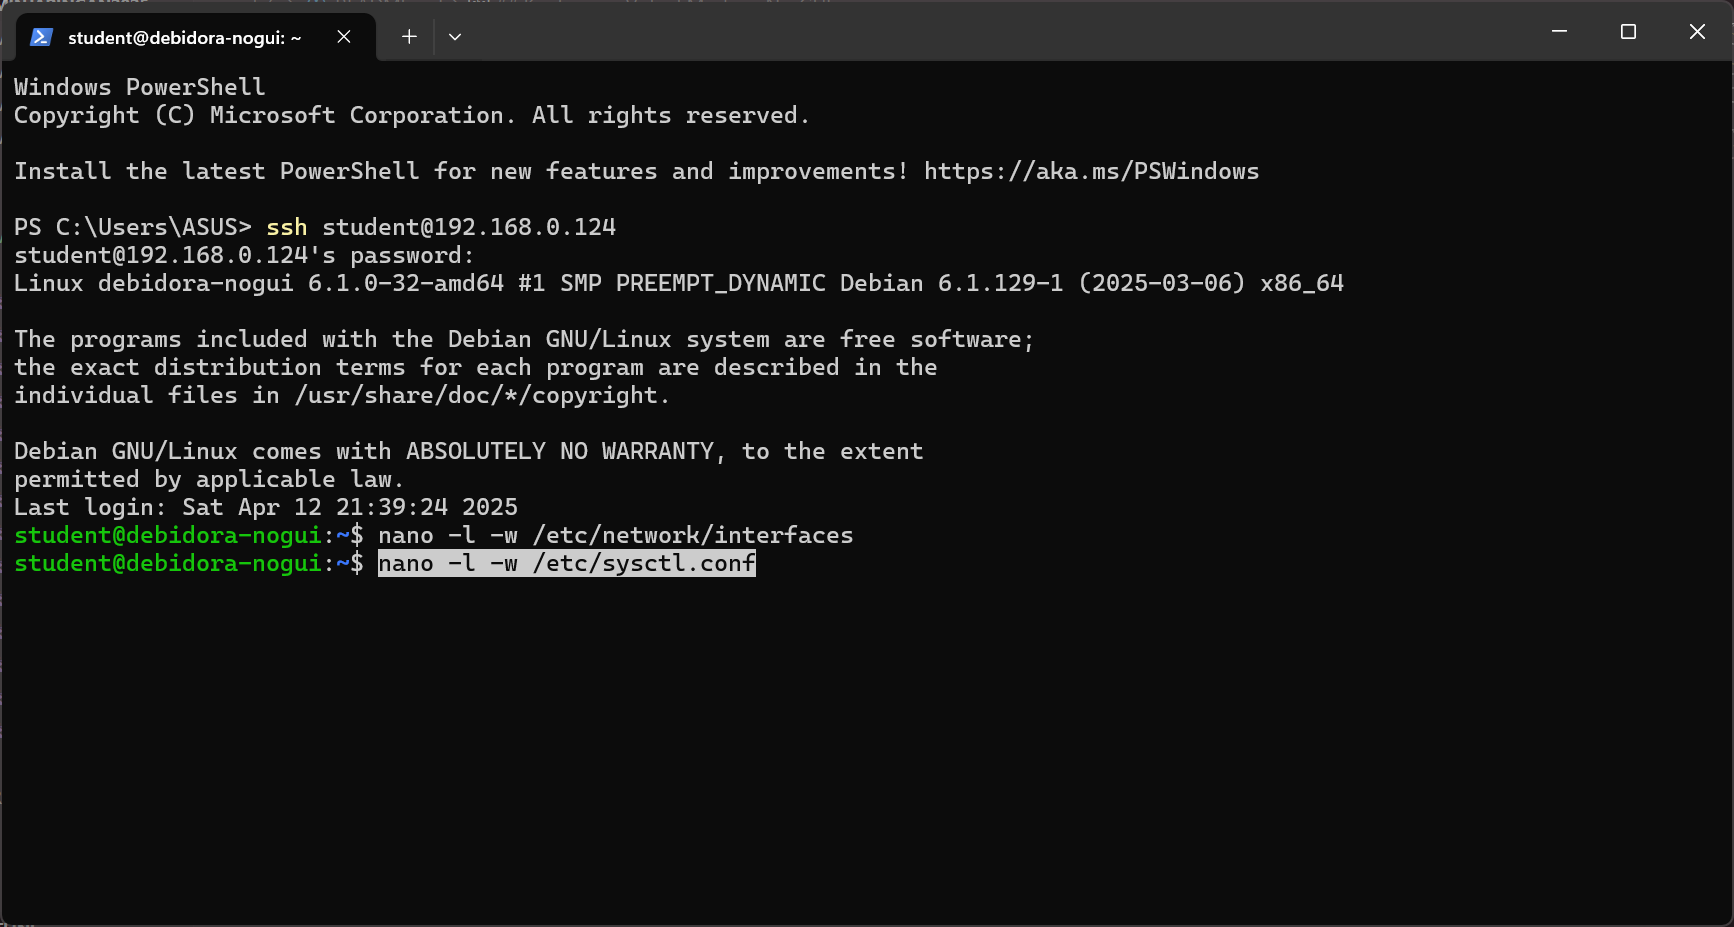 student@debidora-nogui: ~
Windows PowerShell
Copyright (C) Microsoft Corporation. All rights reserved.
Install the latest PowerShell for new features and improvements! https://aka.ms/PSWindows
PS C:\Users\ASUS> ssh student@192.168.0.124
student@192.168.0.124's password:
Linux debidora-nogui 6.1.0-32-amd64 #1 SMP PREEMPT_DYNAMIC Debian 6.1.129-1 (2025-03-06) x86_64
The programs included with the Debian GNU/Linux system are free software;
the exact distribution terms for each program are described in the
individual files in /usr/share/doc/*/copyright.
Debian GNU/Linux comes with ABSOLUTELY NO WARRANTY, to the extent
permitted by applicable law.
Last login: Sat Apr 12 21:39:24 2025
student@debidora-nogui:~$ nano -l -w /etc/network/interfaces
student@debidora-nogui:~$ nano -l -w /etc/sysctl.conf